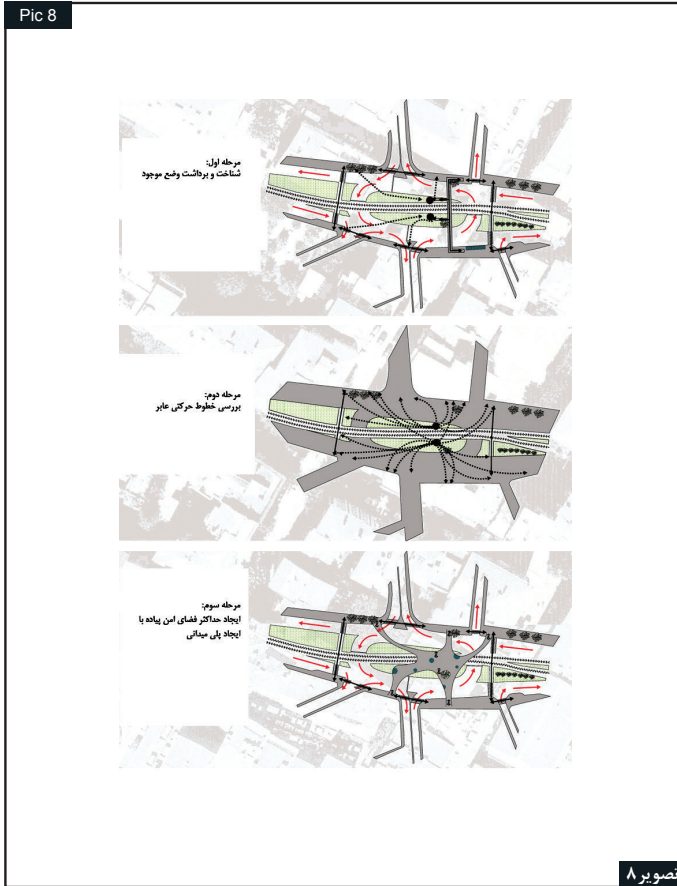 Pic 8
مرحله اول:
شناخت و برداشت وضع موجود
مرحله دوم:
بررسی خطوط حرکتی عابر
مرحله سوم:
ایجاد حداکثر فضای امن پیاده با
ایجاد پلی میدانی
تصویر ۸